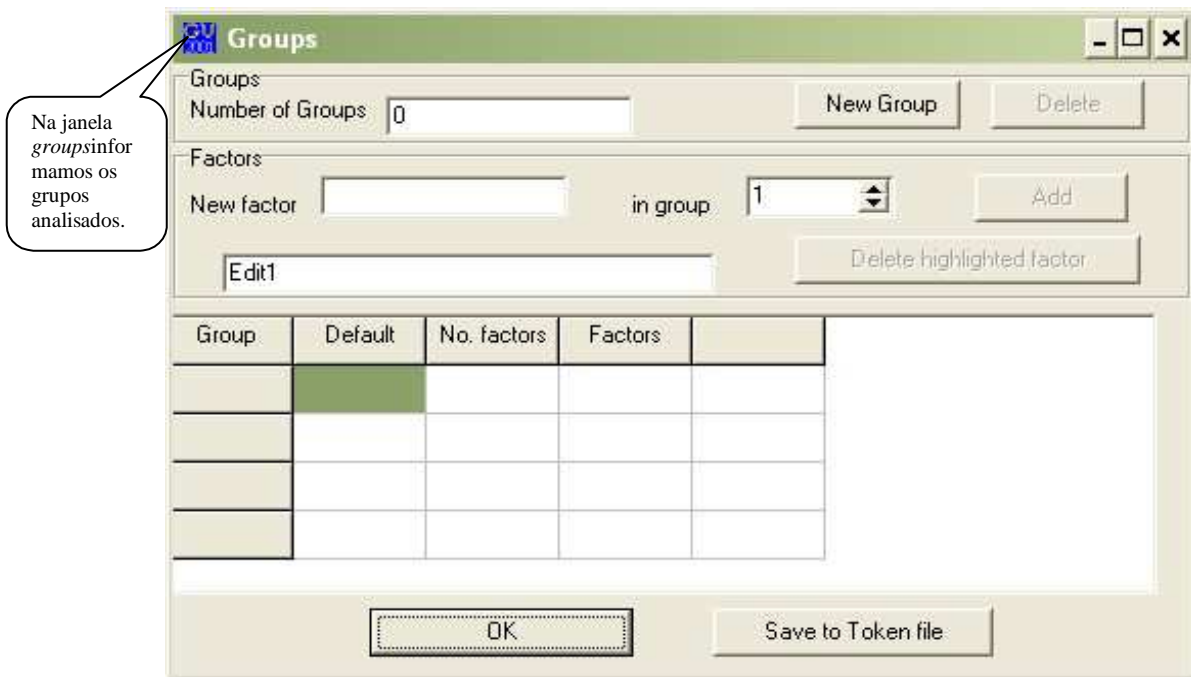 Groups
Groups
Number of Groups 0 New Group Delete
Na janela
groupsinfor
mamos os
grupos
analisados.
Factors
New factor in group 1 Add
Edit1 Delete highlighted factor
Group Default No. factors Factors
OK Save to Token file